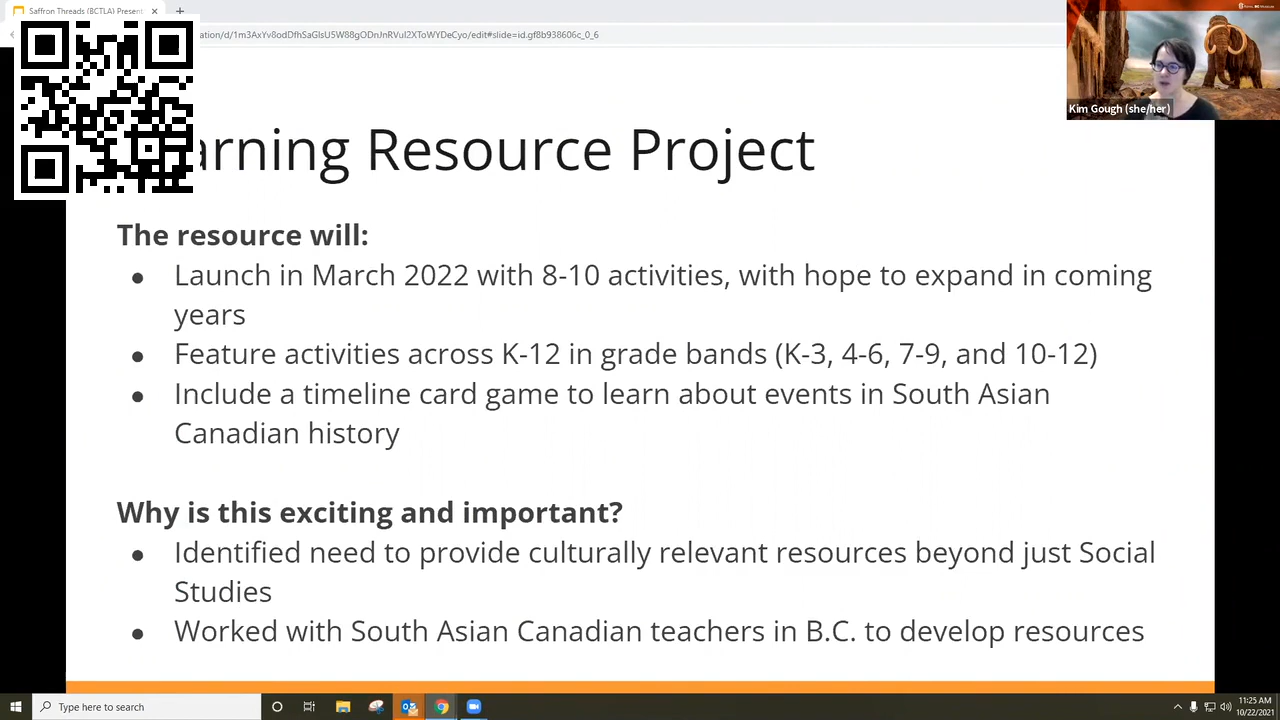 Saffron Threads (BCTLA) Present
ation/d/1m3AxYv8odDfhSaGlsU5W88gODrJnRVul2XToWYDeCyo/edit#slide=id.gf8b938606c_0_6
Kim Gough (she/her)
arning Resource Project
The resource will:
● Launch in March 2022 with 8-10 activities, with hope to expand in coming
years
● Feature activities across K-12 in grade bands (K-3, 4-6, 7-9, and 10-12)
● Include a timeline card game to learn about events in South Asian
Canadian history
Why is this exciting and important?
● Identified need to provide culturally relevant resources beyond just Social
Studies
● Worked with South Asian Canadian teachers in B.C. to develop resources
Type here to search
11:25 AM
10/22/2021